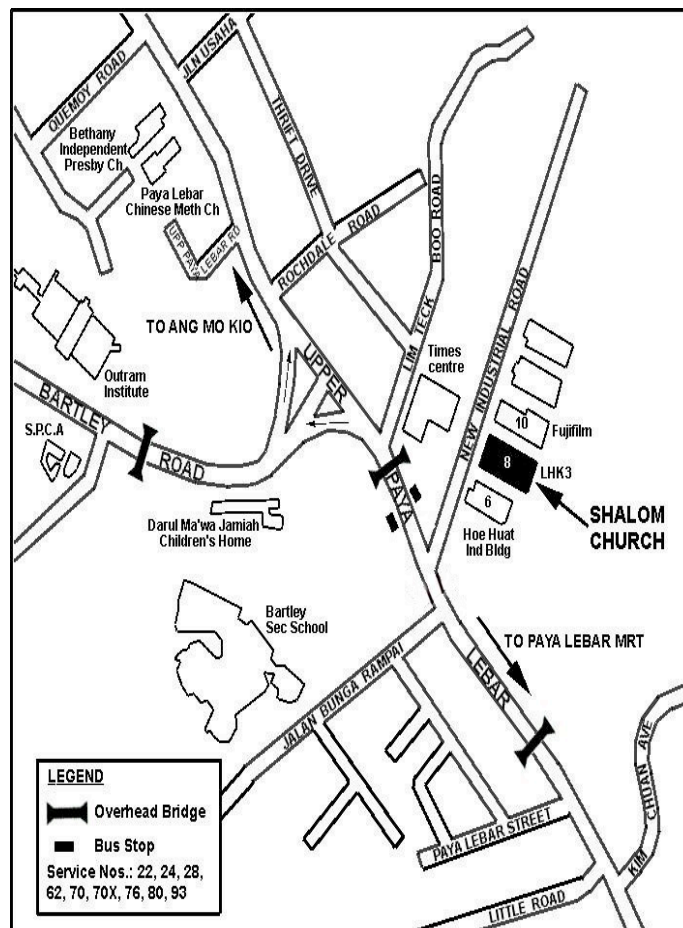 QUEMOY ROAD
JLN USAHA
THRIFT DRIVE
Bethany
Independent
Presby Ch
Paya Lebar
Chinese Meth Ch
UPP PAYA LEBAR RD
ROCHDALE ROAD
BOO ROAD
LIM TECK
NEW INDUSTRIAL ROAD
TO ANG MO KIO
UPPER
Times
centre
Outram
Institute
BARTLEY
ROAD
S.P.C.A
10
Fujifilm
8
LHK3
6
Hoe Huat
Ind Bldg
SHALOM
CHURCH
PAYA
Darul Ma'wa Jamiah
Children's Home
Bartley
Sec School
TO PAYA LEBAR MRT
LEBAR
JALAN BUNGA RAMPAI
PAYA LEBAR STREET
KIM CHUAN AVE
LITTLE ROAD
LEGEND
Overhead Bridge
Bus Stop
Service Nos.: 22, 24, 28,
62, 70, 70X, 76, 80, 93